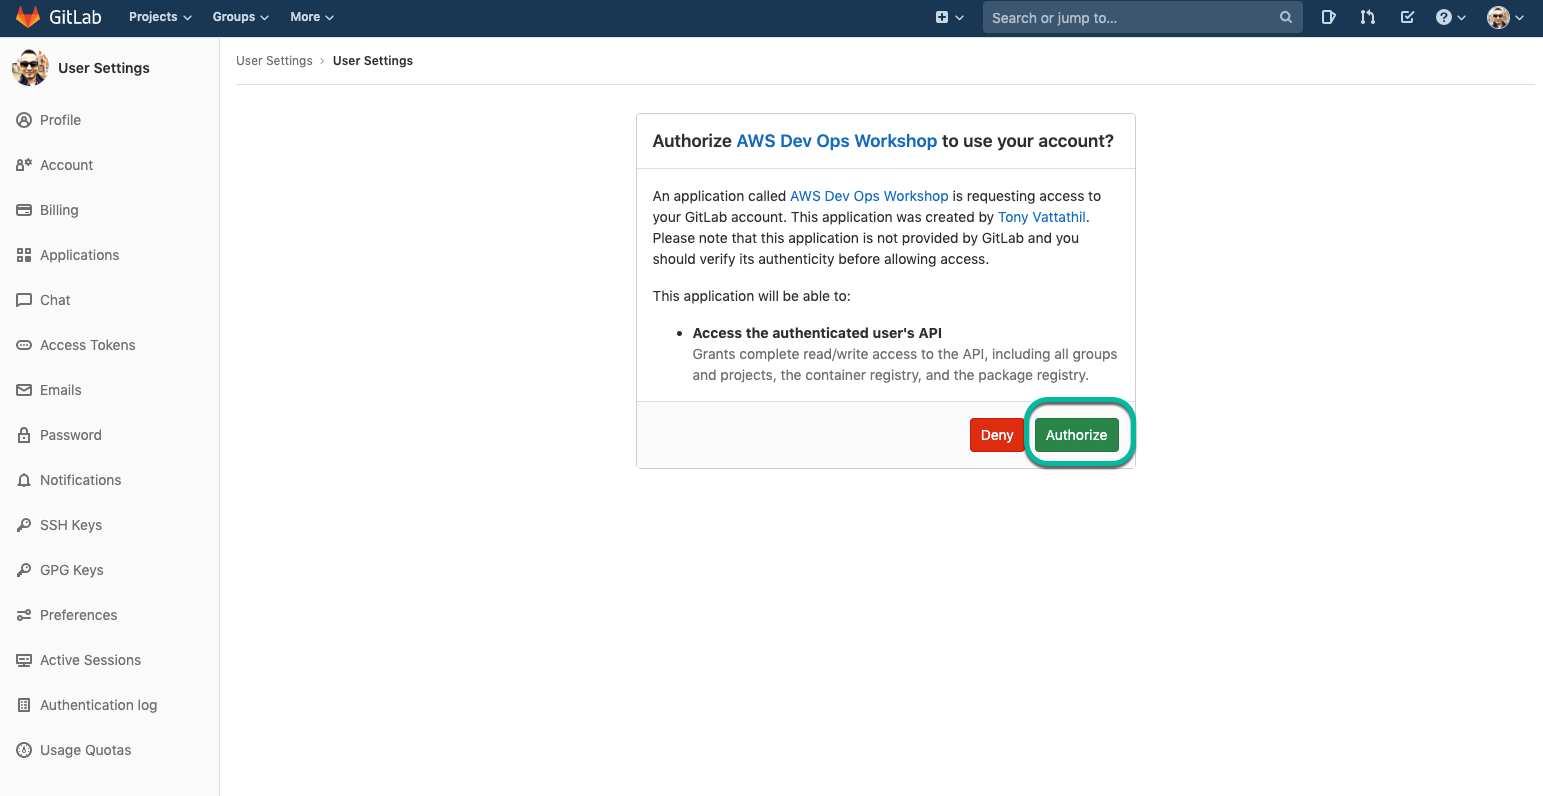 GitLab
Projects
Groups
More
Search or jump to...
User Settings
Profile
Account
Billing
Applications
Chat
Access Tokens
Emails
Password
Notifications
SSH Keys
GPG Keys
Preferences
Active Sessions
Authentication log
Usage Quotas
User Settings › User Settings
Authorize AWS Dev Ops Workshop to use your account?
An application called AWS Dev Ops Workshop is requesting access to
your GitLab account. This application was created by Tony Vattathil.
Please note that this application is not provided by GitLab and you
should verify its authenticity before allowing access.
This application will be able to:
• Access the authenticated user's API
Grants complete read/write access to the API, including all groups
and projects, the container registry, and the package registry.
Deny
Authorize